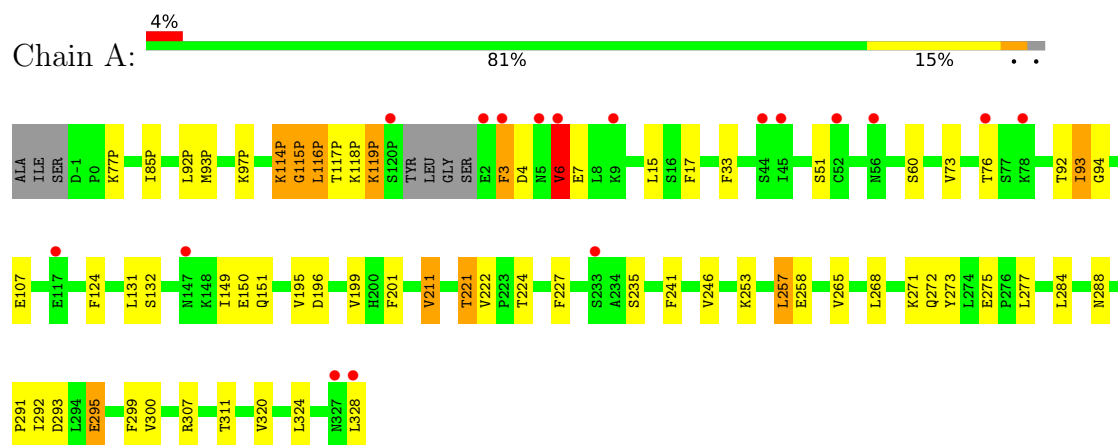 4%
Chain A:
81% 15% • •
ALA ILE SER D-1 P0 K77P I85P L92P M93P K97P K114P G115P L116P T117P K118P K119P S120P TYR LEU GLY SER E2 F3 D4 N5 V6 E7 L8 K9 L15 S16 F17 F33 S44 I45 S51 C52 N56 S60 V73 T76 S77 K78 T92 I93 G94
E107 E117 F124 L131 S132 N147 K148 I149 E150 Q151 V195 D196 V199 H200 F201 V211 T221 V222 P223 T224 F227 S233 A234 S235 F241 V246 K253 L257 E258 V265 L268 K271 Q272 Y273 L274 E275 P276 L277 L284 N288
P291 I292 D293 L294 E295 F299 V300 R307 T311 V320 L324 N327 L328